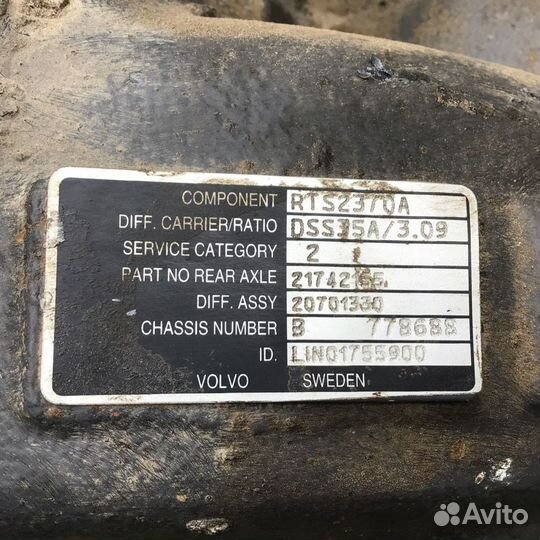 COMPONENT RTS2370A
DIFF. CARRIER/RATIO DSS35A/3.09
SERVICE CATEGORY 2
PART NO REAR AXLE
DIFF. ASSY 20701330
CHASSIS NUMBER B 778688
ID. LIN01755900
VOLVO SWEDEN
Avito